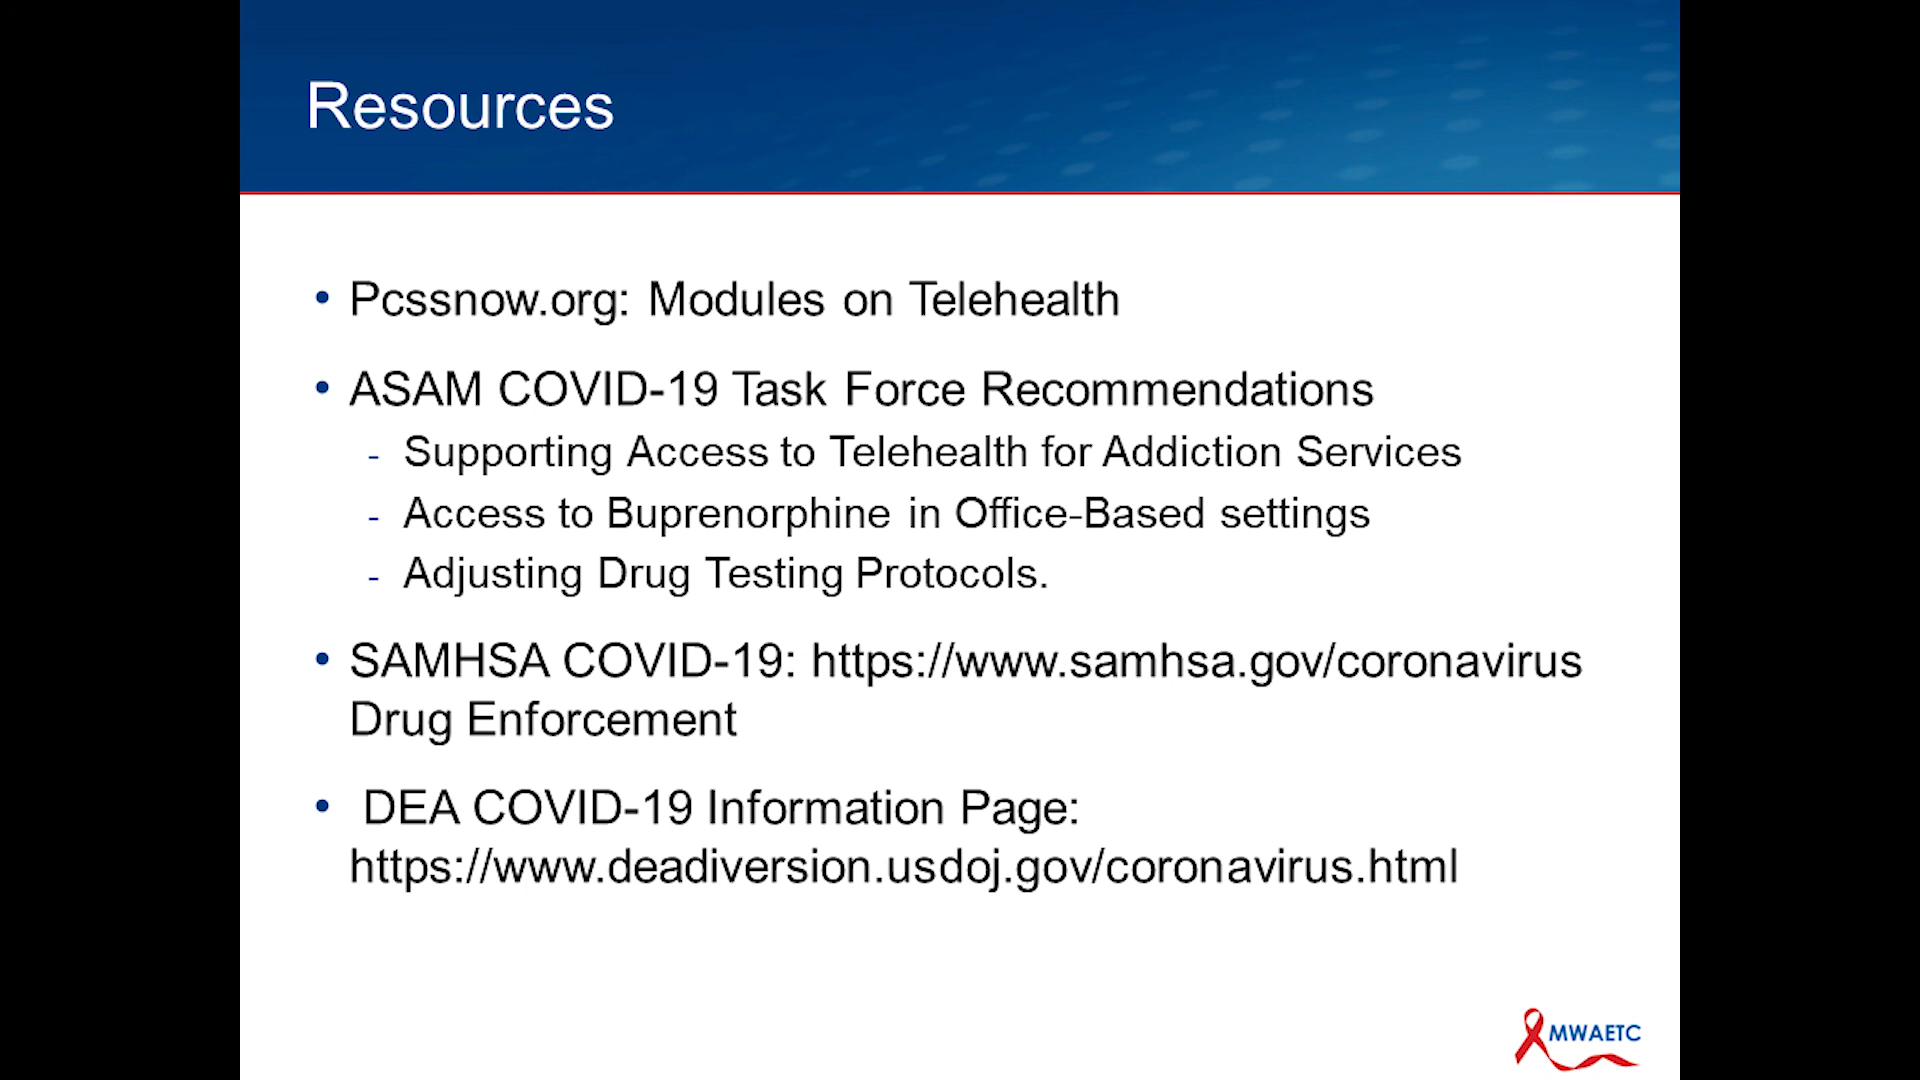 Resources
• Pcssnow.org: Modules on Telehealth
• ASAM COVID-19 Task Force Recommendations
- Supporting Access to Telehealth for Addiction Services
- Access to Buprenorphine in Office-Based settings
- Adjusting Drug Testing Protocols.
• SAMHSA COVID-19: https://www.samhsa.gov/coronavirus
Drug Enforcement
• DEA COVID-19 Information Page:
https://www.deadiversion.usdoj.gov/coronavirus.html
MWAETC